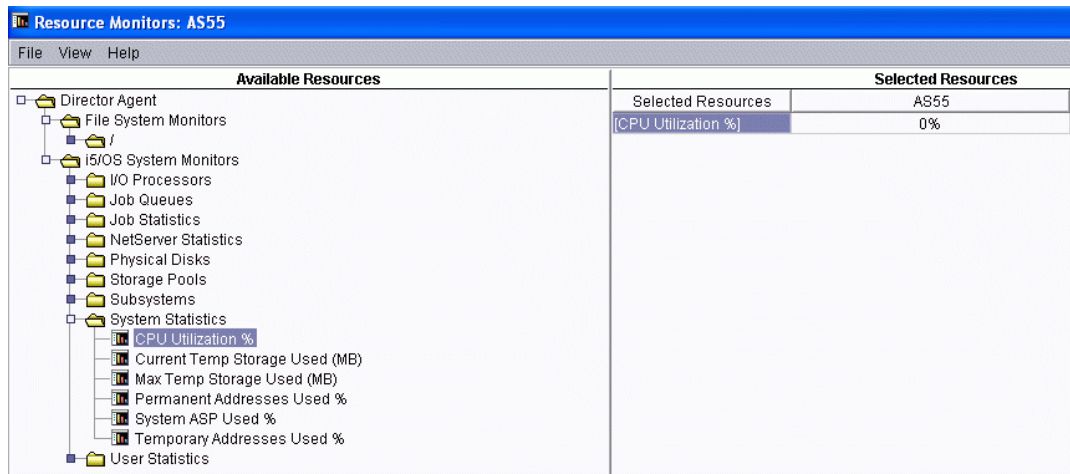 Resource Monitors: AS55
File View Help
Available Resources
Director Agent
File System Monitors
/
i5/OS System Monitors
I/O Processors
Job Queues
Job Statistics
NetServer Statistics
Physical Disks
Storage Pools
Subsystems
System Statistics
CPU Utilization %
Current Temp Storage Used (MB)
Max Temp Storage Used (MB)
Permanent Addresses Used %
System ASP Used %
Temporary Addresses Used %
User Statistics
Selected Resources
Selected Resources AS55
[CPU Utilization %] 0%